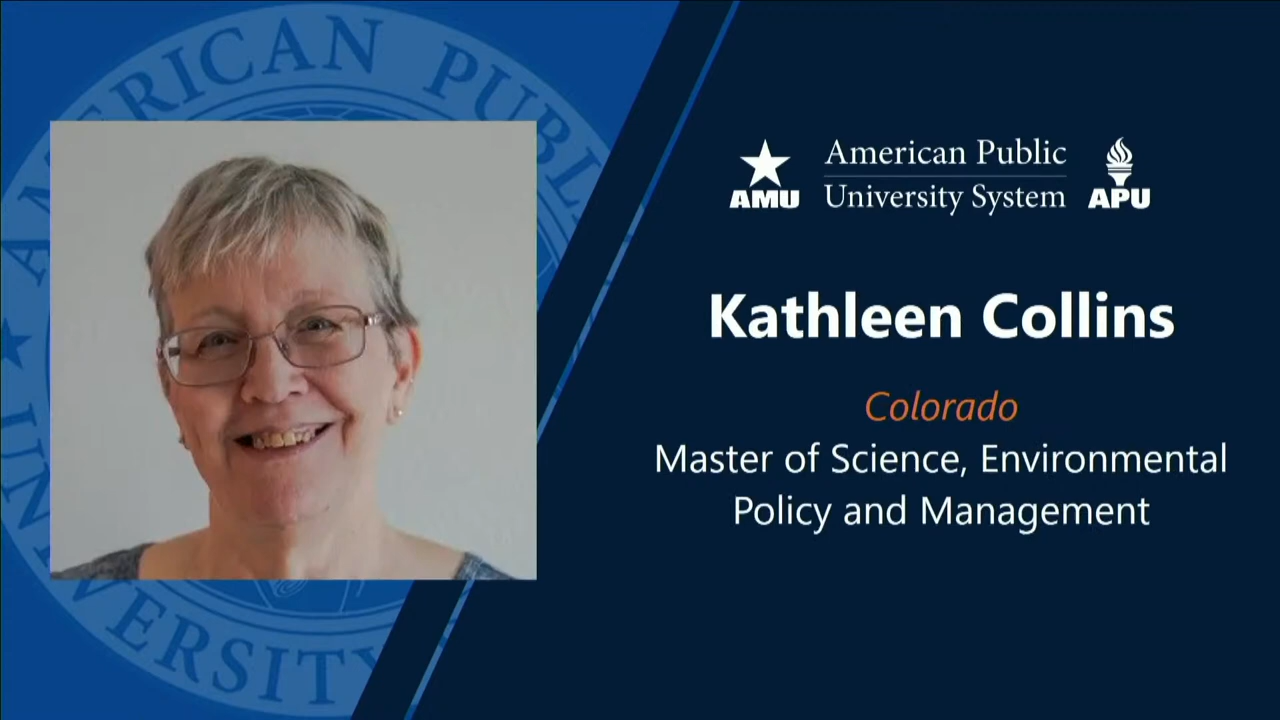 AMERICAN PUBLIC
UNIVERSITY
AMU
American Public
University System
APU
Kathleen Collins
Colorado
Master of Science, Environmental
Policy and Management